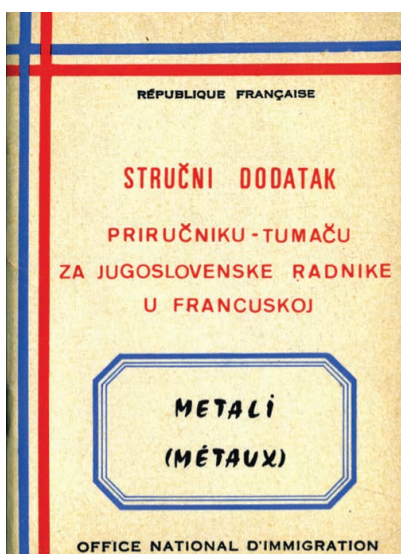 RÉPUBLIQUE FRANÇAISE
STRUČNI DODATAK
PRIRUČNIKU-TUMAČU
ZA JUGOSLOVENSKE RADNIKE
U FRANCUSKOJ
METALI
(MÉTAUX)
OFFICE NATIONAL D'IMMIGRATION